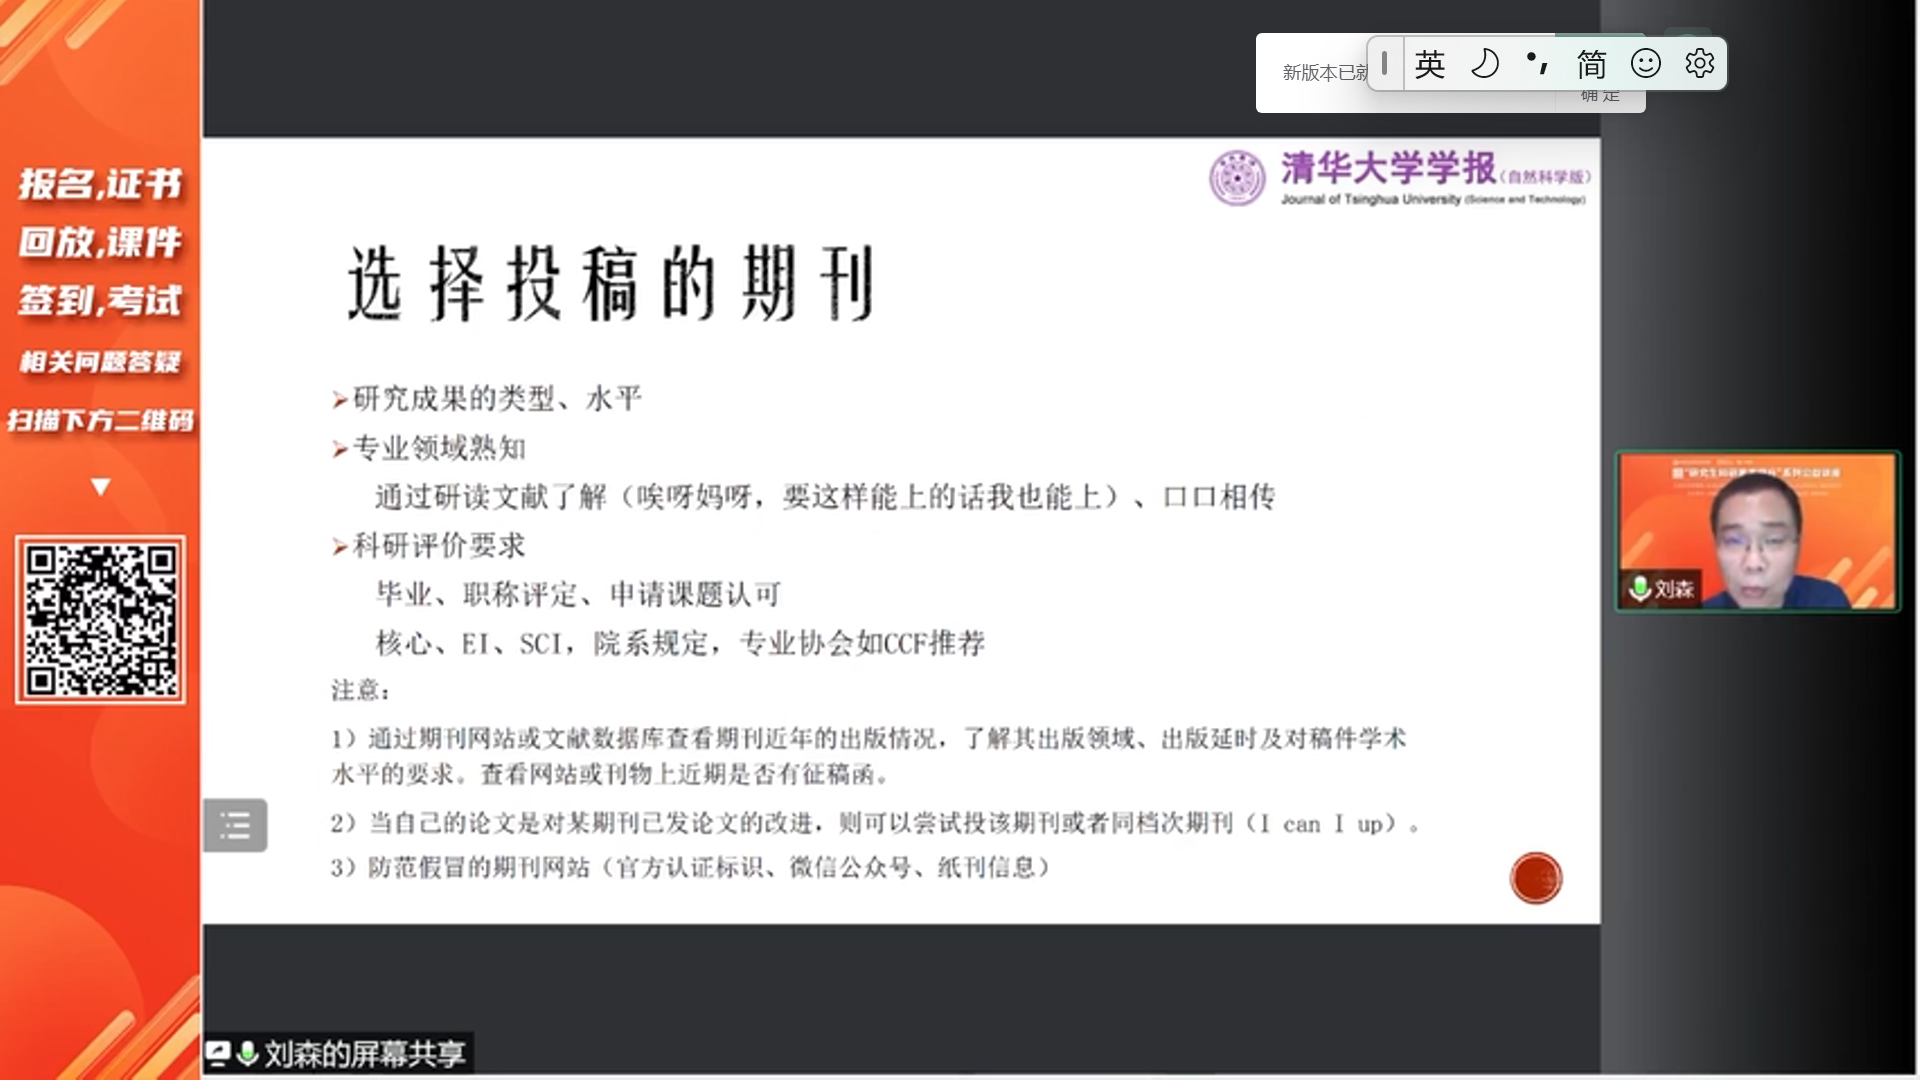 报名,证书
回放,课件
签到,考试
相关问题答疑
扫描下方二维码
新版本已就
英 简
确定
清华大学学报(自然科学版)
Journal of Tsinghua University (Science and Technology)
选择投稿的期刊
研究成果的类型、水平
专业领域熟知
通过研读文献了解（唉呀妈呀，要这样能上的话我也能上）、口口相传
科研评价要求
毕业、职称评定、申请课题认可
核心、EI、SCI，院系规定，专业协会如CCF推荐
注意：
1）通过期刊网站或文献数据库查看期刊近年的出版情况，了解其出版领域、出版延时及对稿件学术
水平的要求。查看网站或刊物上近期是否有征稿函。
2）当自己的论文是对某期刊已发论文的改进，则可以尝试投该期刊或者同档次期刊（I can I up）。
3）防范假冒的期刊网站（官方认证标识、微信公众号、纸刊信息）
刘森
刘森的屏幕共享